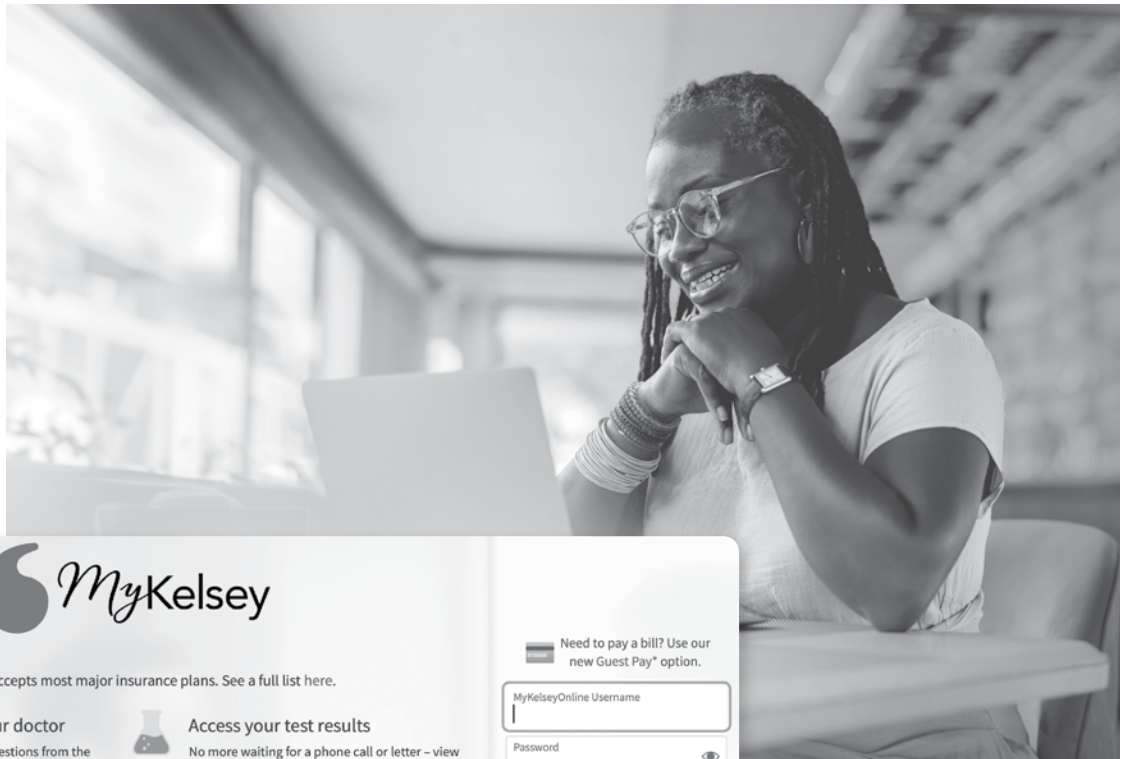 MyKelsey
Need to pay a bill? Use our
new Guest Pay* option.
ccepts most major insurance plans. See a full list here.
MyKelseyOnline Username
Password
ur doctor
estions from the
Access your test results
No more waiting for a phone call or letter – view